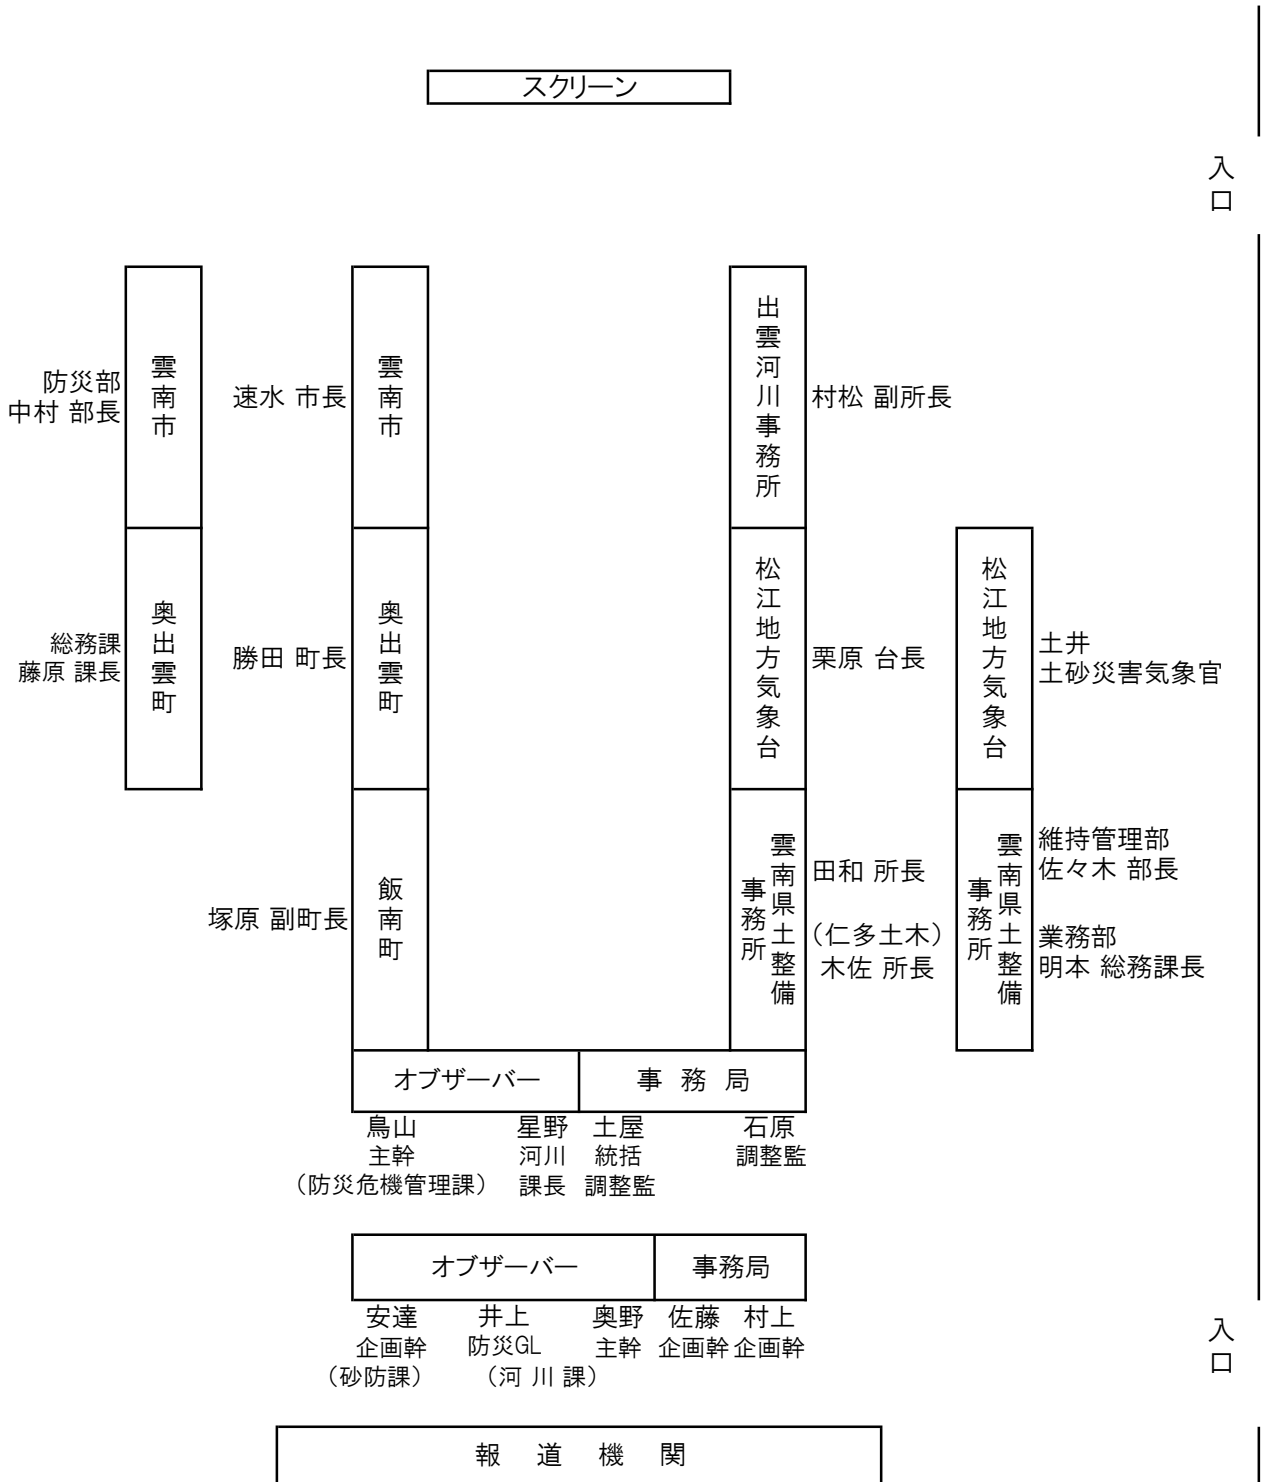 スクリーン
入口
防災部
中村 部長
雲南市
速水 市長
雲南市
出雲河川事務所
村松 副所長
総務課
藤原 課長
奥出雲町
勝田 町長
奥出雲町
松江地方気象台
栗原 台長
松江地方気象台
土井
土砂災害気象官
塚原 副町長
飯南町
雲南県土整備
事務所
田和 所長
（仁多土木）
木佐 所長
雲南県土整備
事務所
維持管理部
佐々木 部長
業務部
明本 総務課長
オブザーバー
事務局
鳥山
主幹
（防災危機管理課）
星野
河川
課長
土屋
統括
調整監
石原
調整監
オブザーバー
事務局
安達
企画幹
（砂防課）
井上
防災GL
奥野
主幹
（河川課）
佐藤
企画幹
村上
企画幹
入口
報道機関